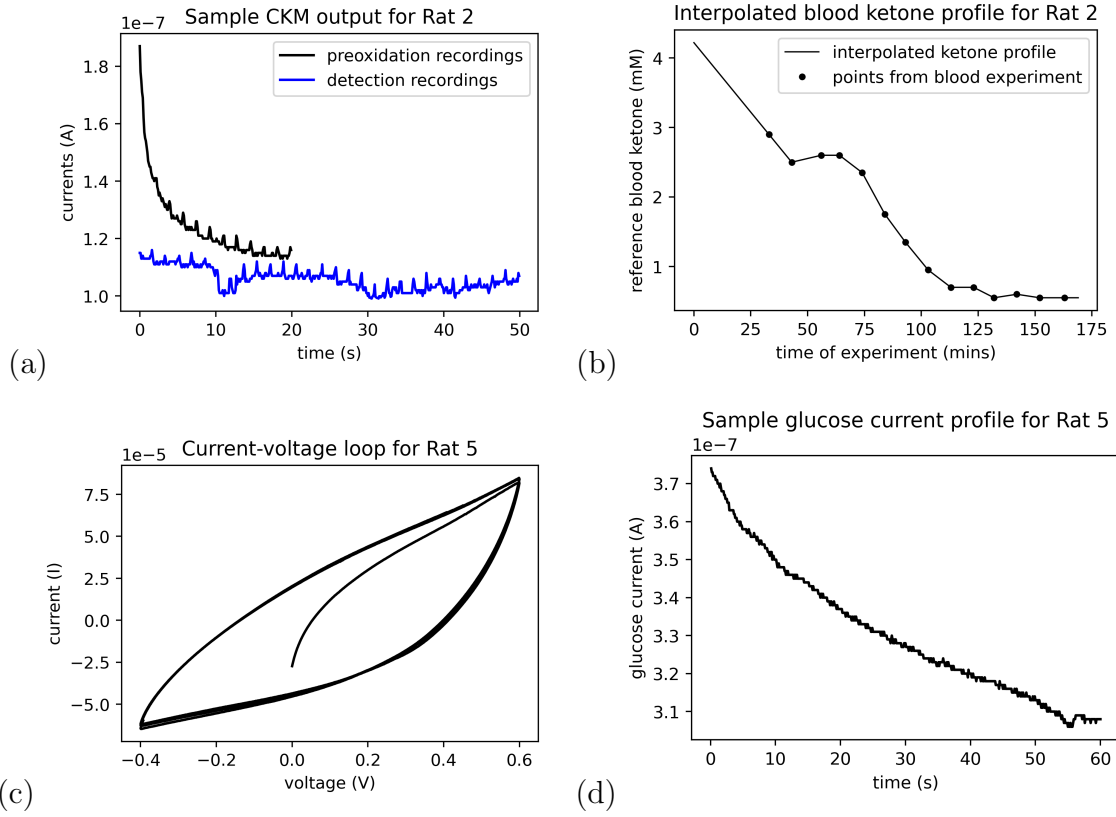 Sample CKM output for Rat 2
1e−7
preoxidation recordings
detection recordings
1.8
1.6
1.4
1.2
1.0
currents (A)
0 10 20 30 40 50
time (s)
(a)
Interpolated blood ketone profile for Rat 2
interpolated ketone profile
points from blood experiment
4
3
2
1
reference blood ketone (mM)
0 25 50 75 100 125 150 175
time of experiment (mins)
(b)
Current-voltage loop for Rat 5
1e−5
7.5
5.0
2.5
0.0
−2.5
−5.0
current (I)
−0.4 −0.2 0.0 0.2 0.4 0.6
voltage (V)
(c)
Sample glucose current profile for Rat 5
1e−7
3.7
3.6
3.5
3.4
3.3
3.2
3.1
glucose current (A)
0 10 20 30 40 50 60
time (s)
(d)